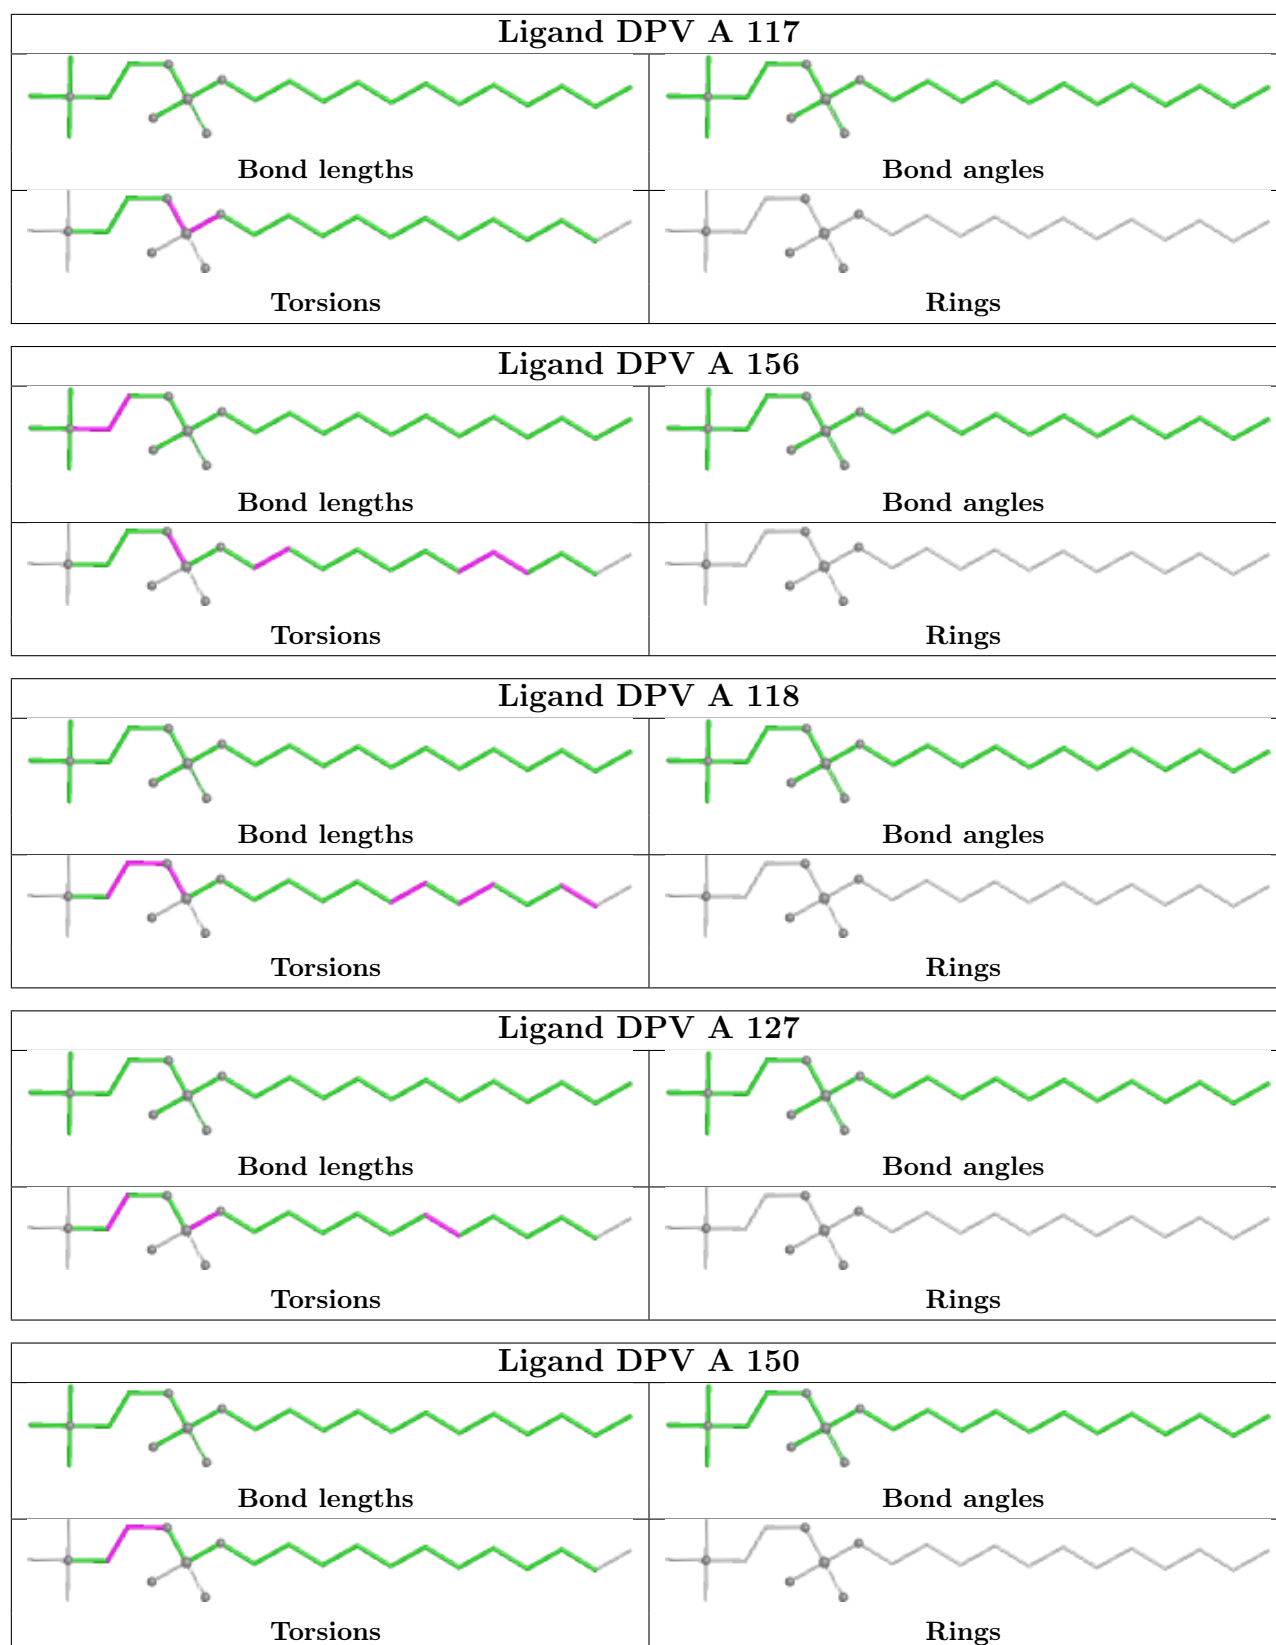 Ligand DPV A 117
Bond lengths
Bond angles
Torsions
Rings
Ligand DPV A 156
Bond lengths
Bond angles
Torsions
Rings
Ligand DPV A 118
Bond lengths
Bond angles
Torsions
Rings
Ligand DPV A 127
Bond lengths
Bond angles
Torsions
Rings
Ligand DPV A 150
Bond lengths
Bond angles
Torsions
Rings